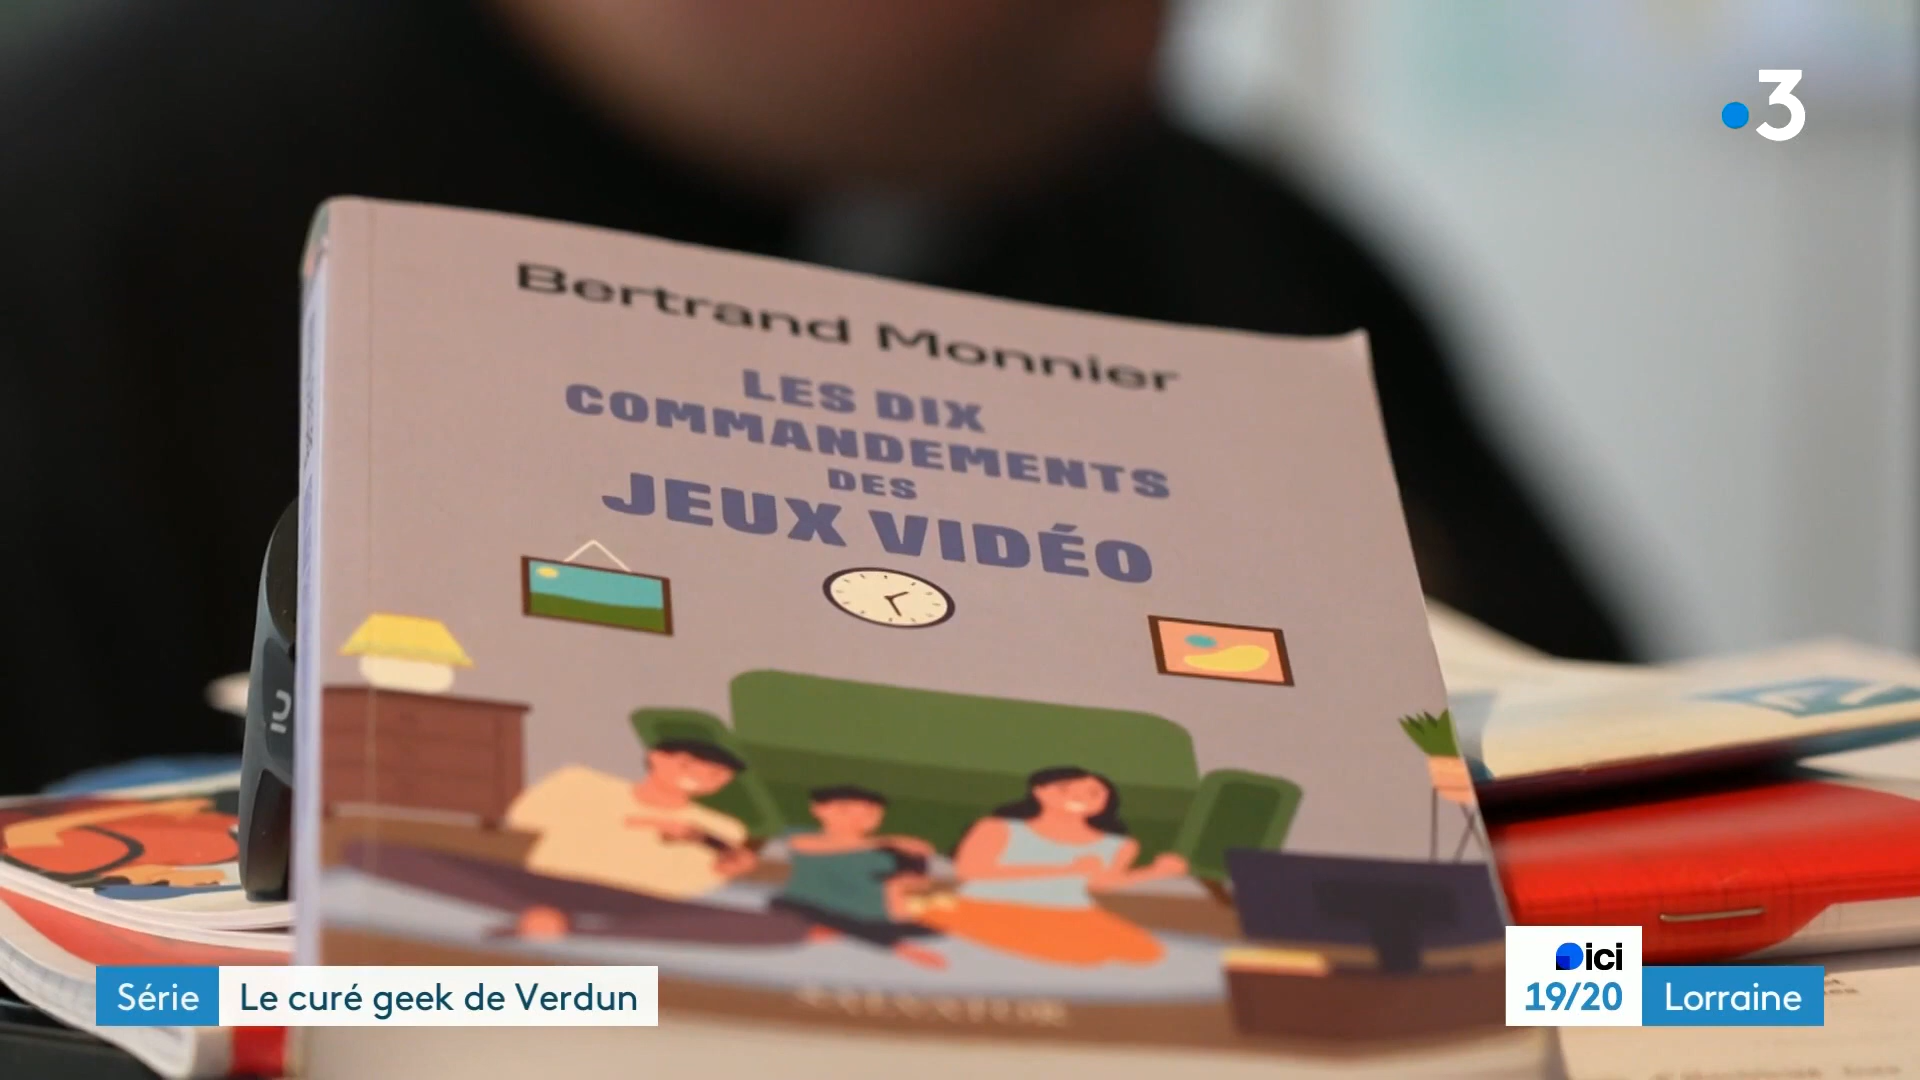 3
Bertrand Monnier
LES DIX
COMMANDEMENTS
DES
JEUX VIDÉO
SALVATOR
Série
Le curé geek de Verdun
ici
19/20
Lorraine